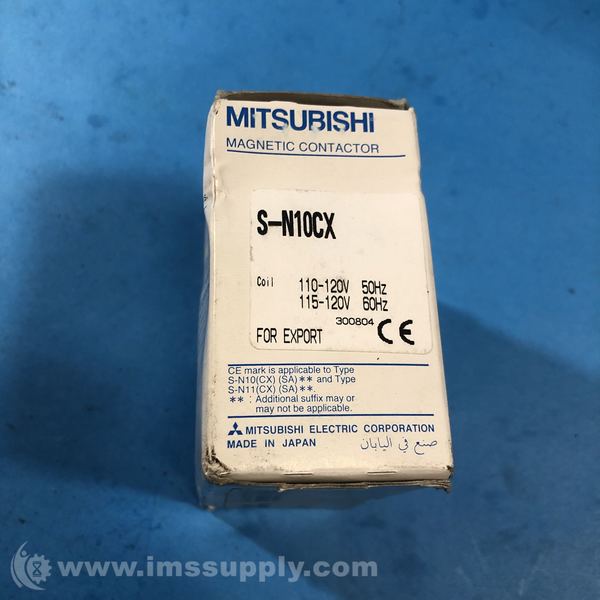 MITSUBISHI
MAGNETIC CONTACTOR
S-N10CX
Coil 110-120V 50Hz
115-120V 60Hz
300804 CE
FOR EXPORT
CE mark is applicable to Type
S-N10(CX) (SA)** and Type
S-N11(CX) (SA)**.
** : Additional suffix may or
may not be applicable.
MITSUBISHI ELECTRIC CORPORATION
MADE IN JAPAN صنع في اليابان
www.imssupply.com